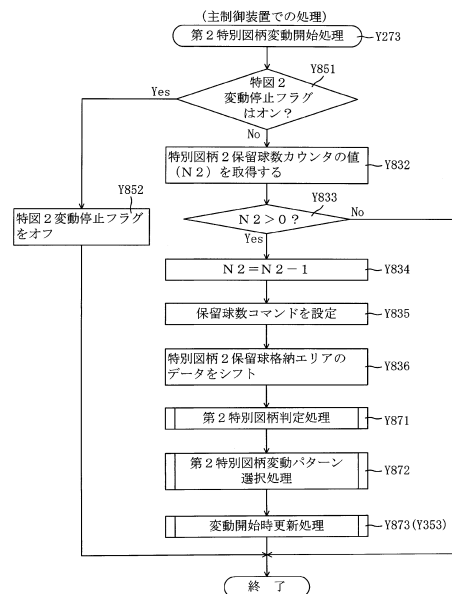 (主制御装置での処理)
第2特別図柄変動開始処理
Y273
Y851
特図2
変動停止フラグ
はオン?
Yes
No
特別図柄2保留球数カウンタの値
(N2)を取得する
Y832
Y852
特図2変動停止フラグ
をオフ
Y833
N2>0?
No
Yes
N2=N2-1
Y834
保留球数コマンドを設定
Y835
特別図柄2保留球格納エリアの
データをシフト
Y836
第2特別図柄判定処理
Y871
第2特別図柄変動パターン
選択処理
Y872
変動開始時更新処理
Y873(Y353)
終 了